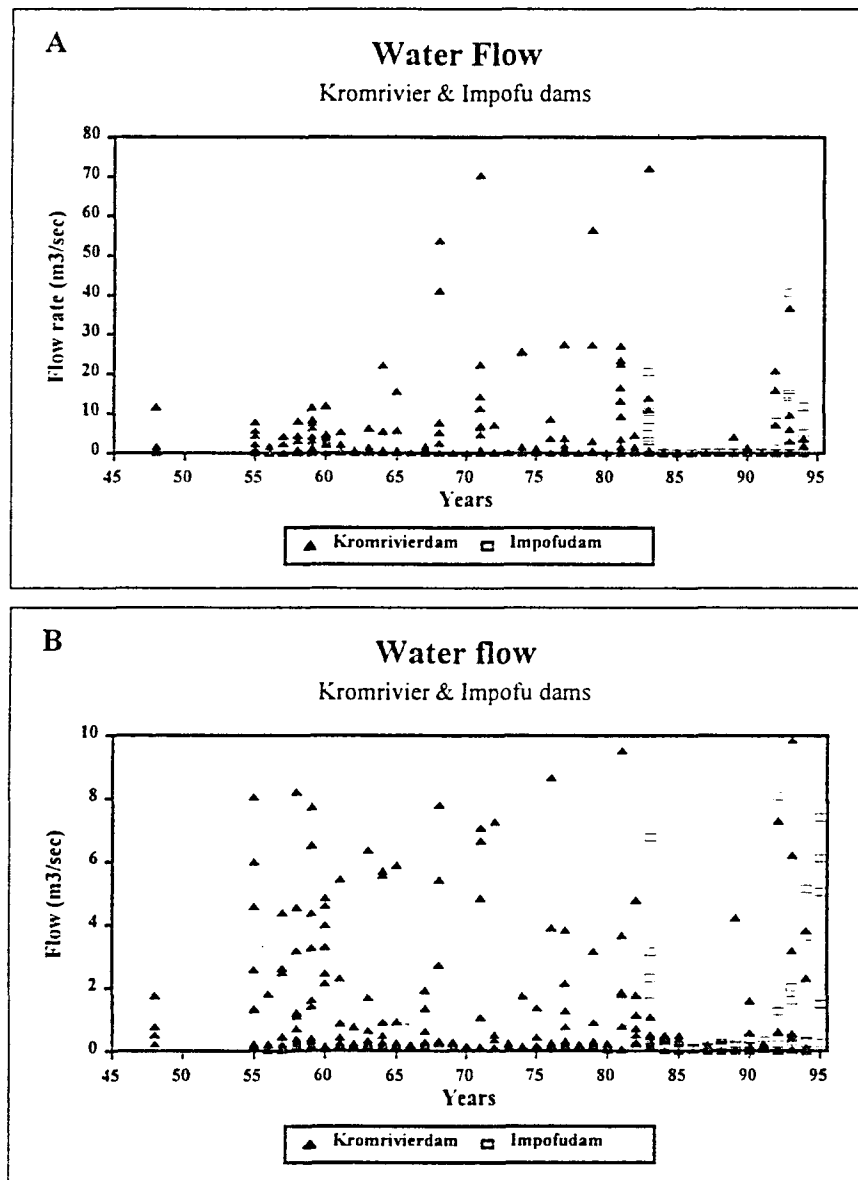 A
Water Flow
Kromrivier & Impofu dams
Flow rate (m3/sec)
80
70
60
50
40
30
20
10
0
45 50 55 60 65 70 75 80 85 90 95
Years
Kromrivierdam Impofudam
B
Water flow
Kromrivier & Impofu dams
Flow (m3/sec)
10
8
6
4
2
0
45 50 55 60 65 70 75 80 85 90 95
Years
Kromrivierdam Impofudam